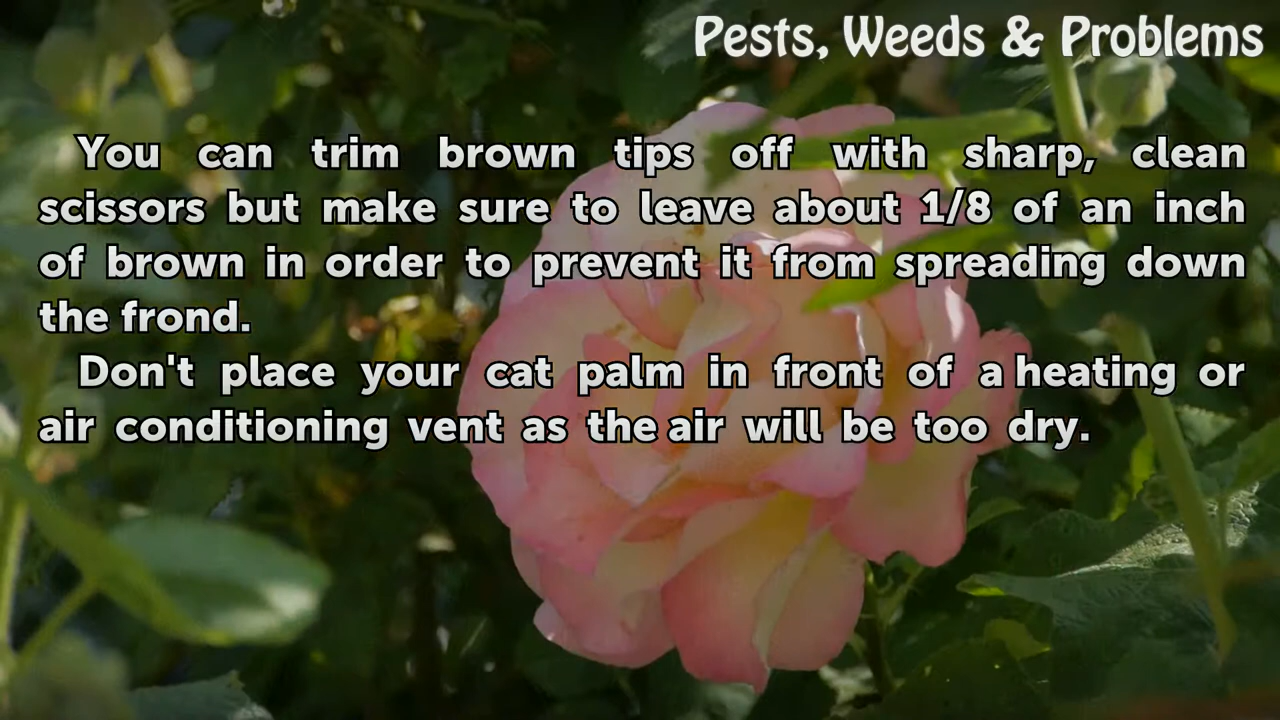 Pests, Weeds & Problems
You can trim brown tips off with sharp, clean
scissors but make sure to leave about 1/8 of an inch
of brown in order to prevent it from spreading down
the frond.
Don't place your cat palm in front of a heating or
air conditioning vent as the air will be too dry.